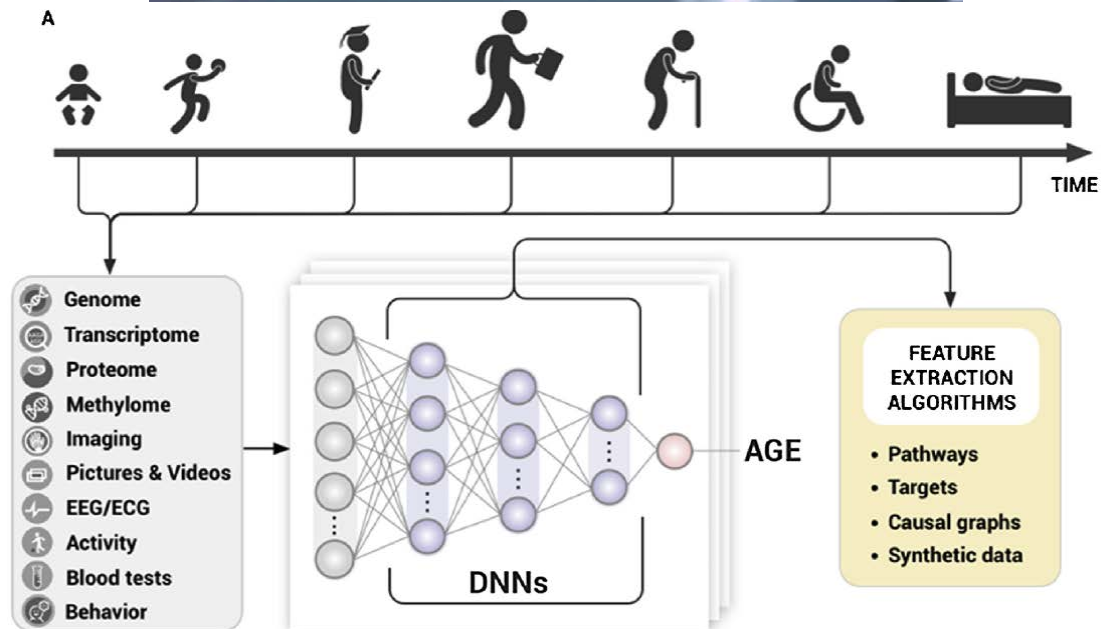 A
TIME
Genome
Transcriptome
Proteome
Methylome
Imaging
Pictures & Videos
EEG/ECG
Activity
Blood tests
Behavior
DNNs
AGE
FEATURE
EXTRACTION
ALGORITHMS
• Pathways
• Targets
• Causal graphs
• Synthetic data